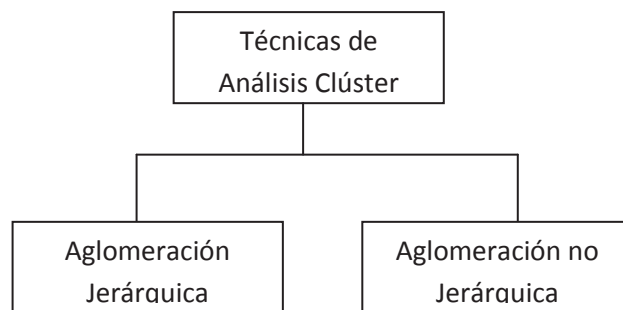 Técnicas de
Análisis Clúster
Aglomeración
Jerárquica
Aglomeración no
Jerárquica